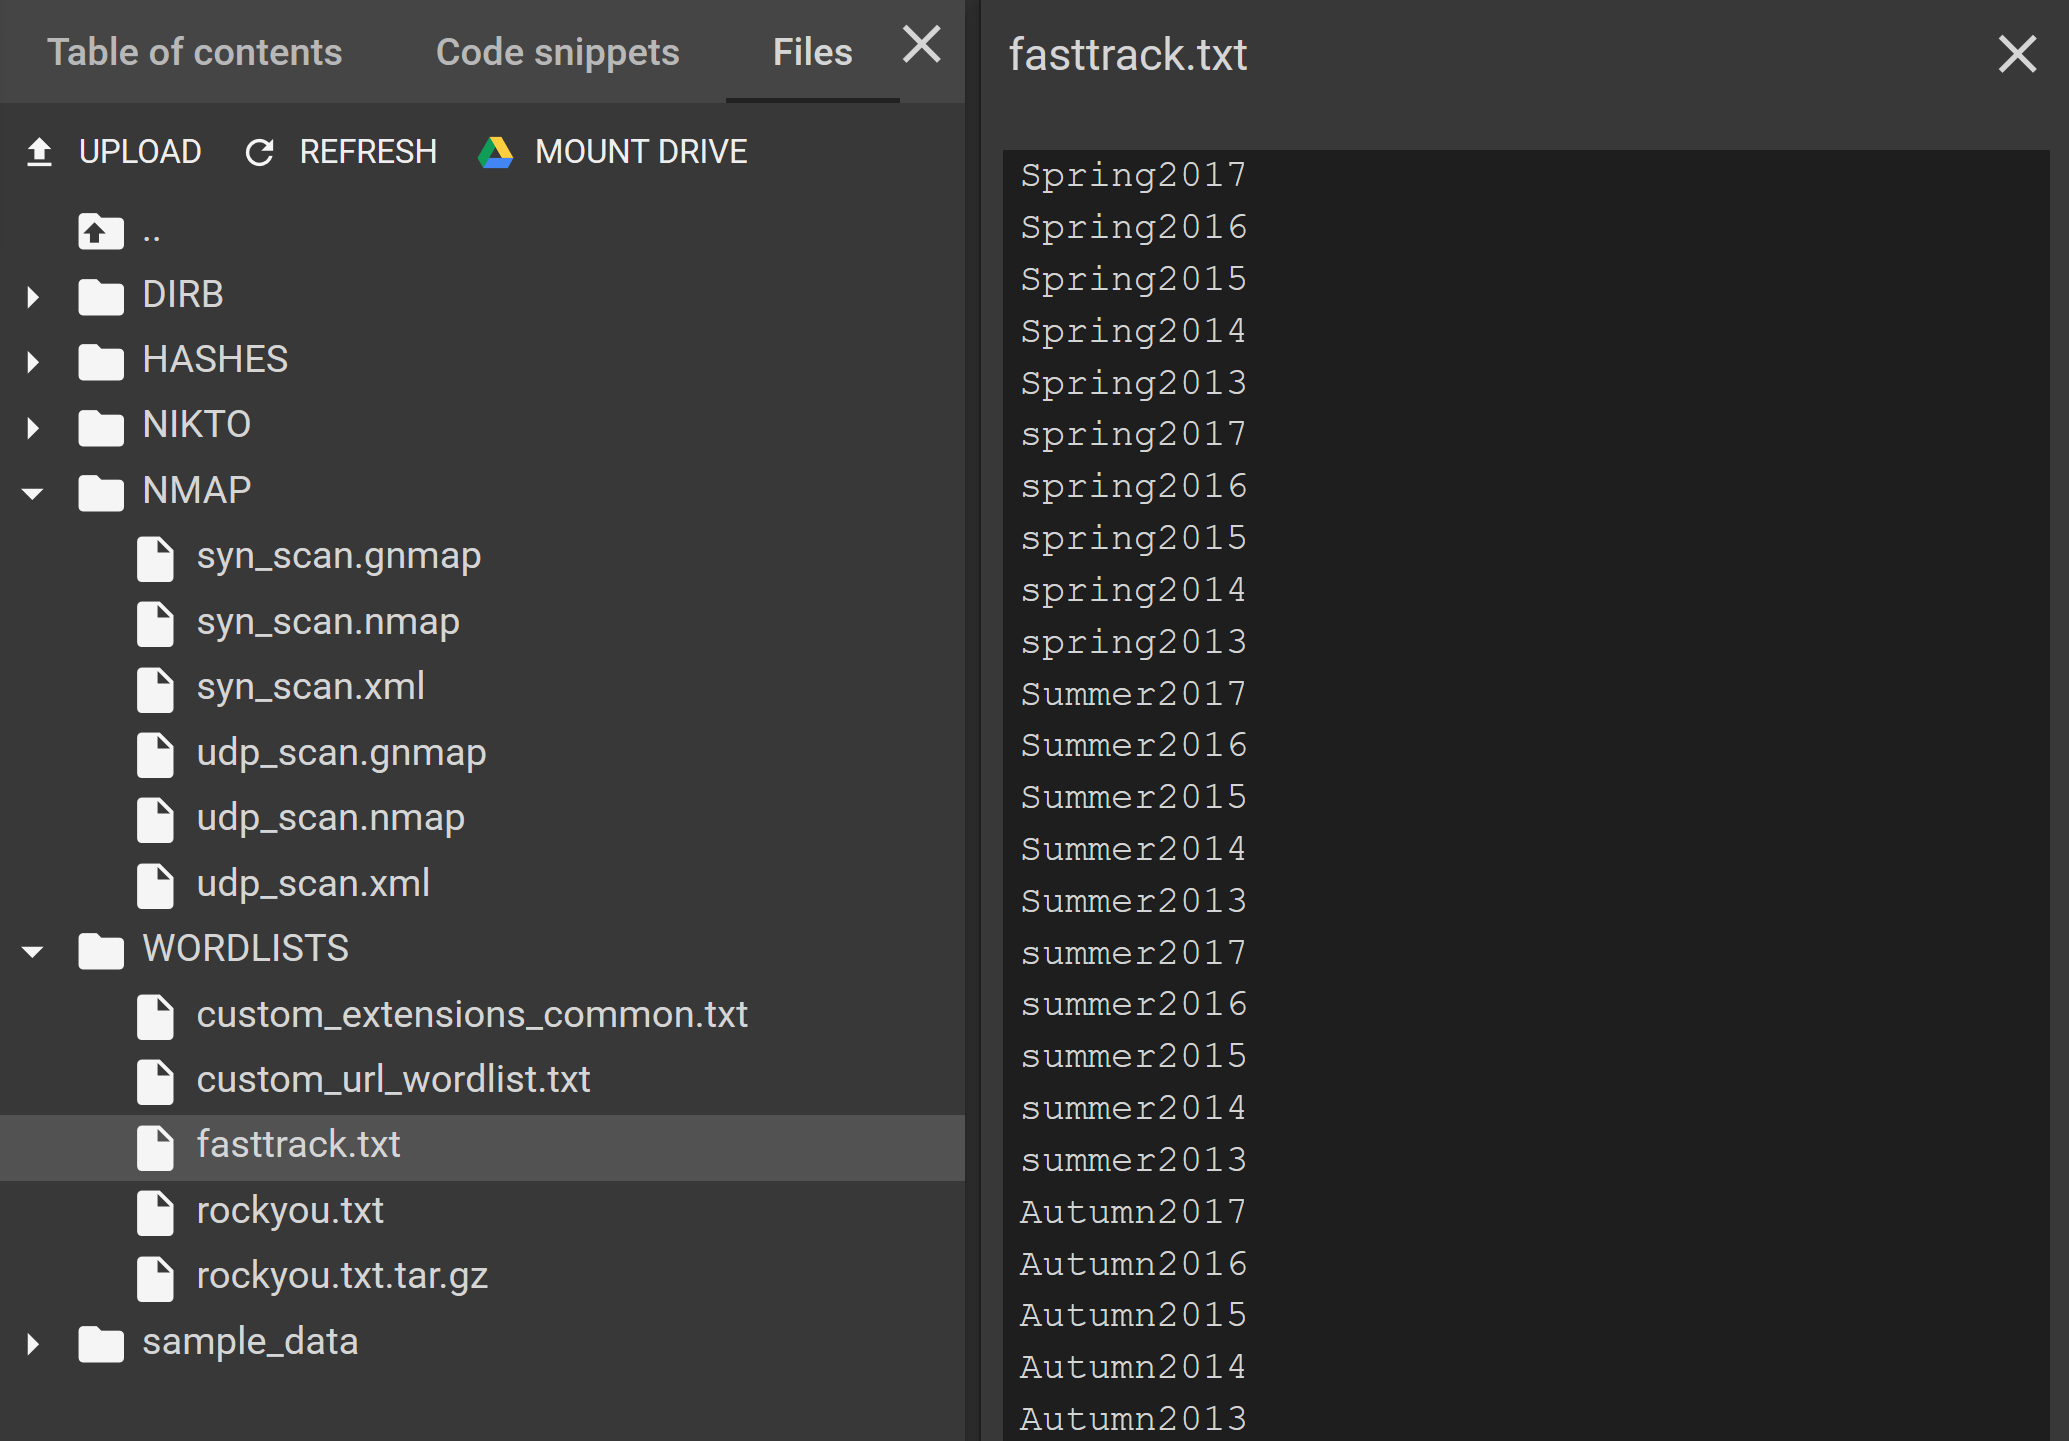 Table of contents
Code snippets
Files
UPLOAD
REFRESH
MOUNT DRIVE
..
DIRB
HASHES
NIKTO
NMAP
syn_scan.gnmap
syn_scan.nmap
syn_scan.xml
udp_scan.gnmap
udp_scan.nmap
udp_scan.xml
WORDLISTS
custom_extensions_common.txt
custom_url_wordlist.txt
fasttrack.txt
rockyou.txt
rockyou.txt.tar.gz
sample_data
fasttrack.txt
Spring2017
Spring2016
Spring2015
Spring2014
Spring2013
spring2017
spring2016
spring2015
spring2014
spring2013
Summer2017
Summer2016
Summer2015
Summer2014
Summer2013
summer2017
summer2016
summer2015
summer2014
summer2013
Autumn2017
Autumn2016
Autumn2015
Autumn2014
Autumn2013